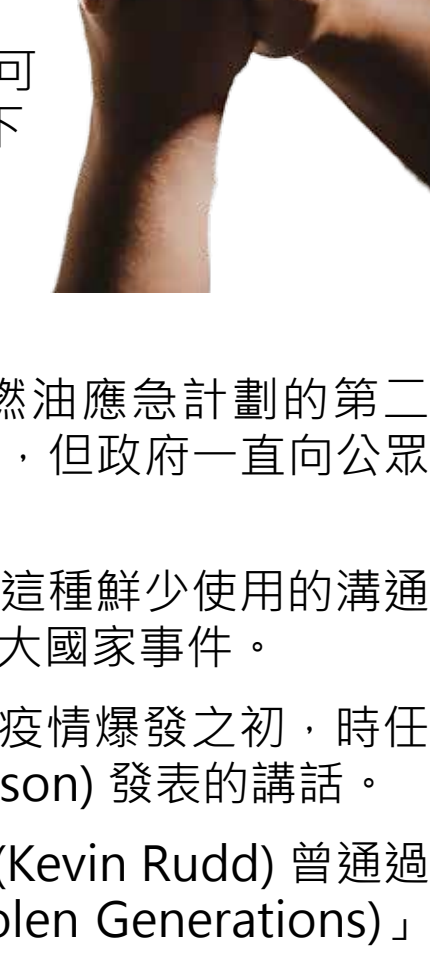 可
下
燃油應急計劃的第二
，但政府一直向公眾
這種鮮少使用的溝通
大國家事件。
疫情爆發之初，時任
son) 發表的講話。
(Kevin Rudd) 曾通過
olen Generations)」